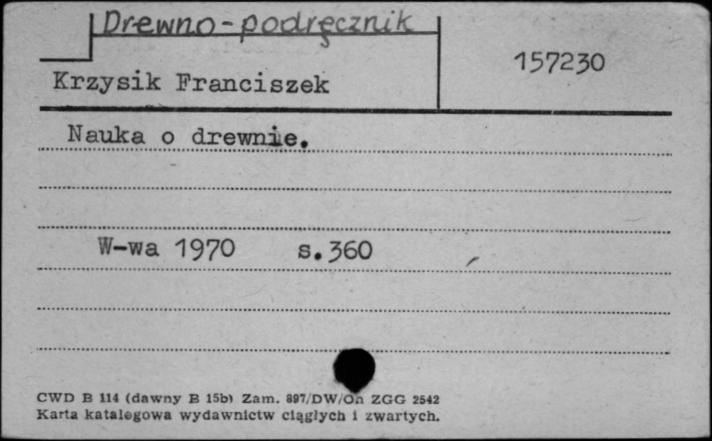 Drewno - podręcznik
157230
Krzysik Franciszek
Nauka o drewnie.
W-wa 1970 s.360
CWD B 114 (dawny B 15b) Zam. 897/DW/Oń ZGG 2542
Karta katalogowa wydawnictw ciągłych i zwartych.